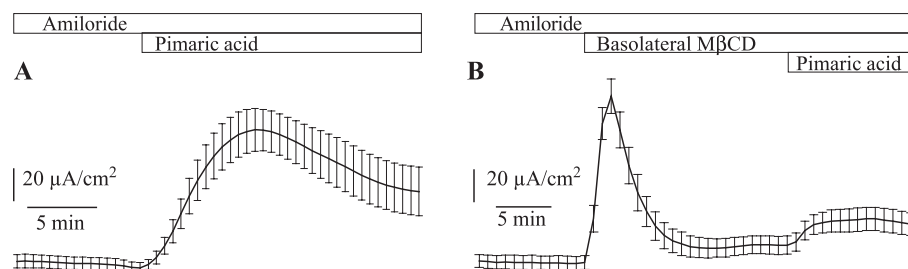 Amiloride
Pimaric acid
A
20 µA/cm²
5 min
Amiloride
Basolateral MβCD
Pimaric acid
B
20 µA/cm²
5 min